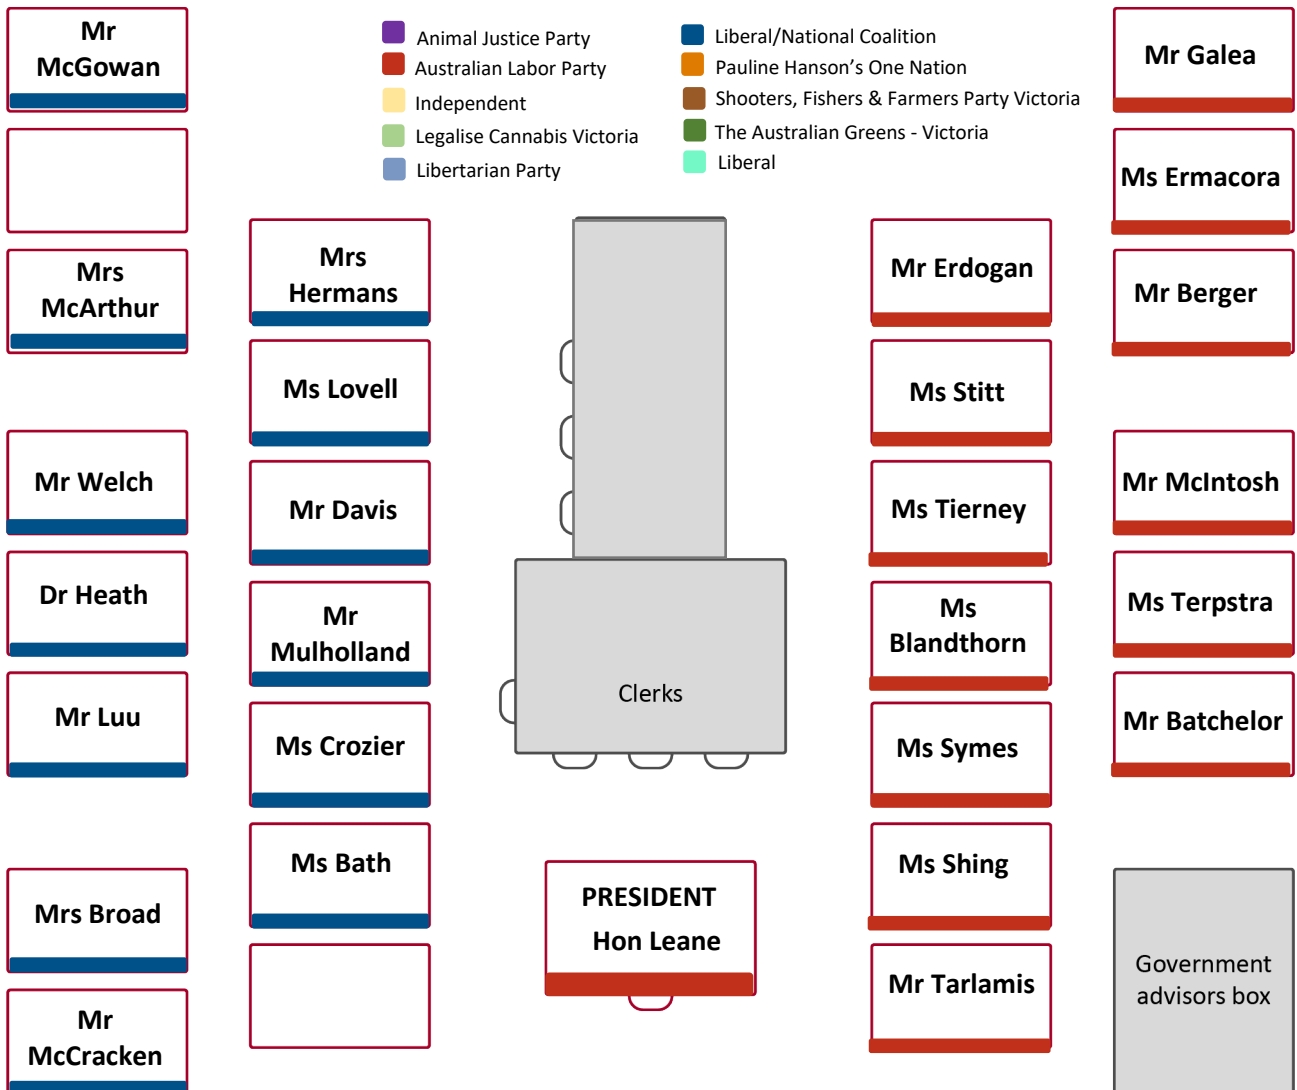 Mr
McGowan
Mrs
McArthur
Mr Welch
Dr Heath
Mr Luu
Mrs Broad
Mr
McCracken
Animal Justice Party
Australian Labor Party
Independent
Legalise Cannabis Victoria
Libertarian Party
Liberal/National Coalition
Pauline Hanson's One Nation
Shooters, Fishers & Farmers Party Victoria
The Australian Greens - Victoria
Liberal
Mrs
Hermans
Ms Lovell
Mr Davis
Mr
Mulholland
Ms Crozier
Ms Bath
Clerks
PRESIDENT
Hon Leane
Mr Erdogan
Ms Stitt
Ms Tierney
Ms
Blandthorn
Ms Symes
Ms Shing
Mr Tarlamis
Mr Galea
Ms Ermacora
Mr Berger
Mr McIntosh
Ms Terpstra
Mr Batchelor
Government
advisors box